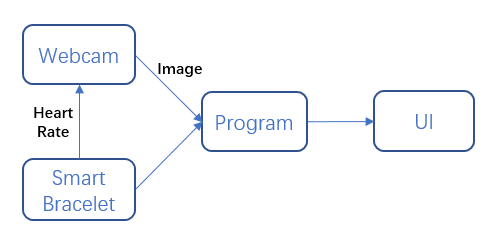 Webcam
Image
Heart
Rate
Program
UI
Smart
Bracelet